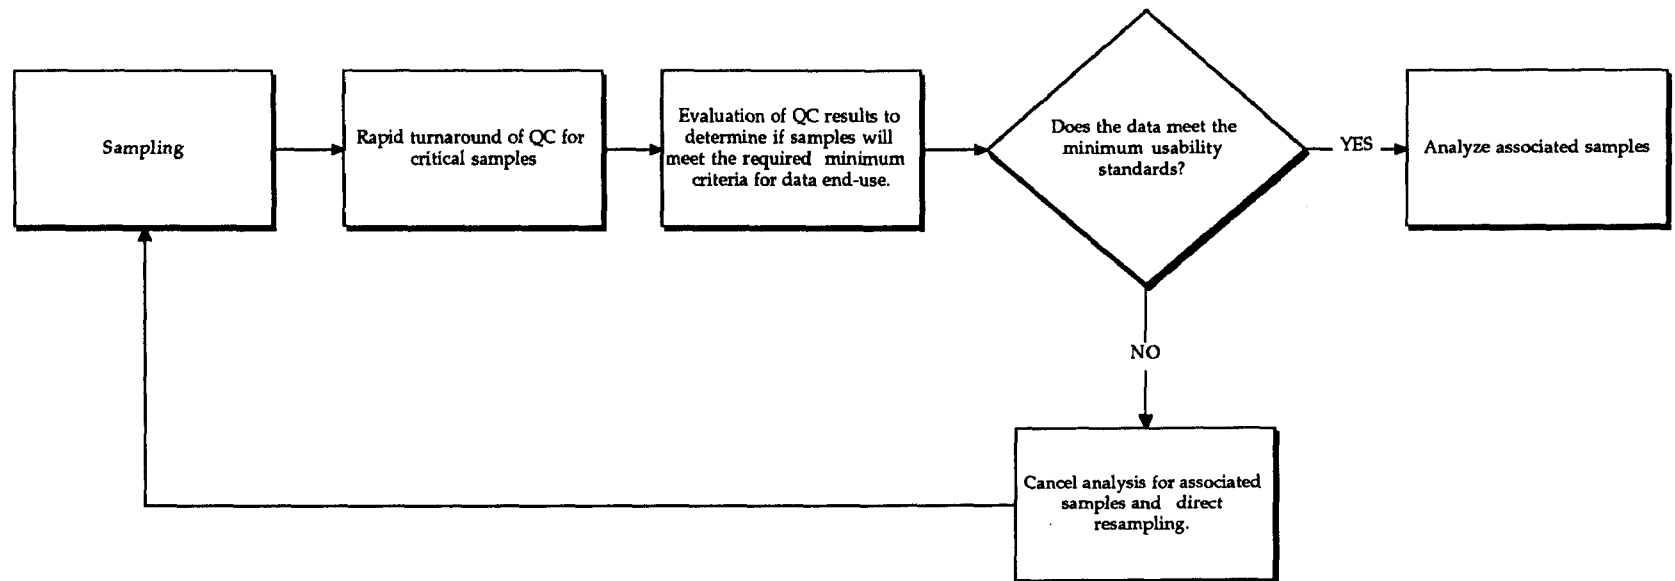 Sampling
Rapid turnaround of QC for
critical samples
Evaluation of QC results to
determine if samples will
meet the required minimum
criteria for data end-use.
Does the data meet the
minimum usability
standards?
YES
Analyze associated samples
NO
Cancel analysis for associated
samples and direct
resampling.